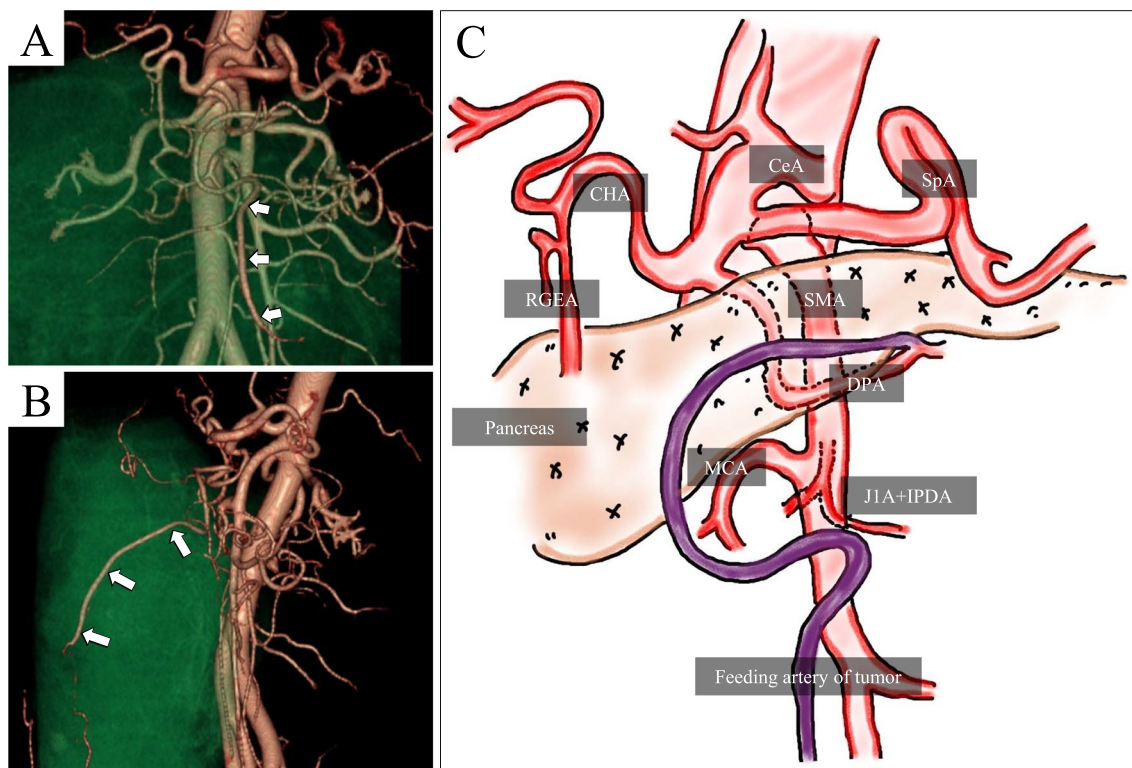 A
B
C
CeA
CHA
SpA
RGEA
SMA
DPA
Pancreas
MCA
J1A+IPDA
Feeding artery of tumor